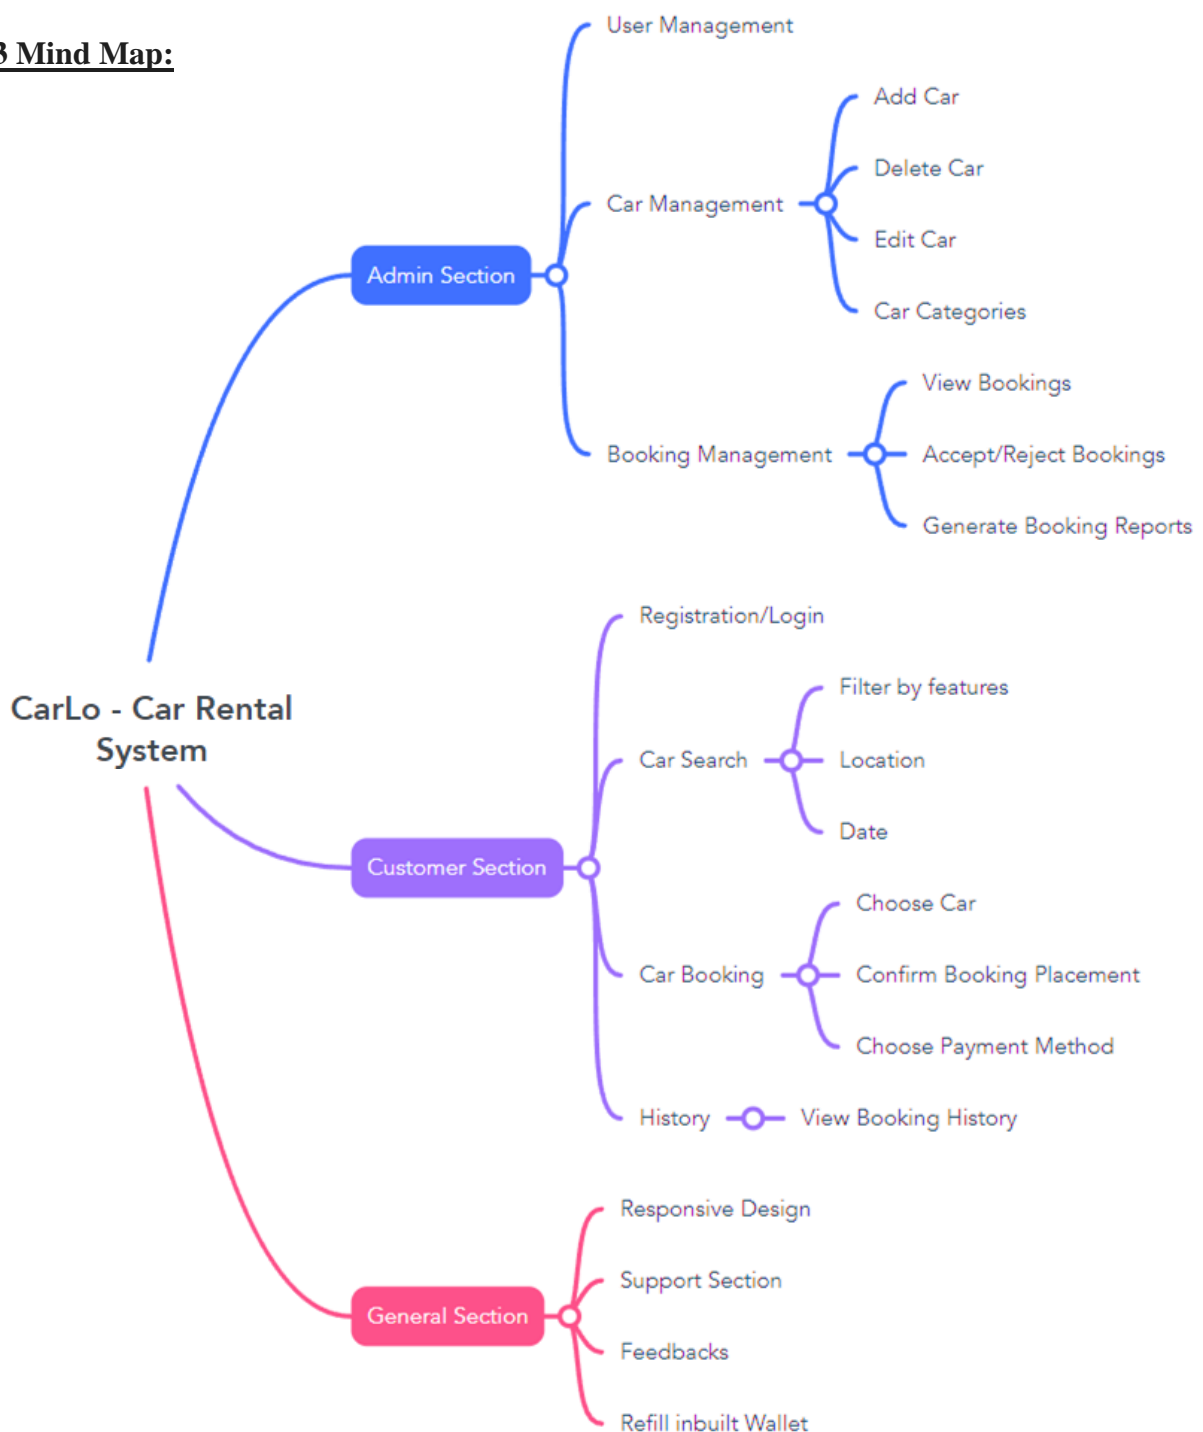 3 Mind Map:
User Management
Add Car
Delete Car
Car Management
Edit Car
Admin Section
Car Categories
View Bookings
Booking Management
Accept/Reject Bookings
Generate Booking Reports
Registration/Login
Filter by features
CarLo - Car Rental
System
Car Search
Location
Date
Customer Section
Choose Car
Car Booking
Confirm Booking Placement
Choose Payment Method
History
View Booking History
Responsive Design
Support Section
General Section
Feedbacks
Refill inbuilt Wallet